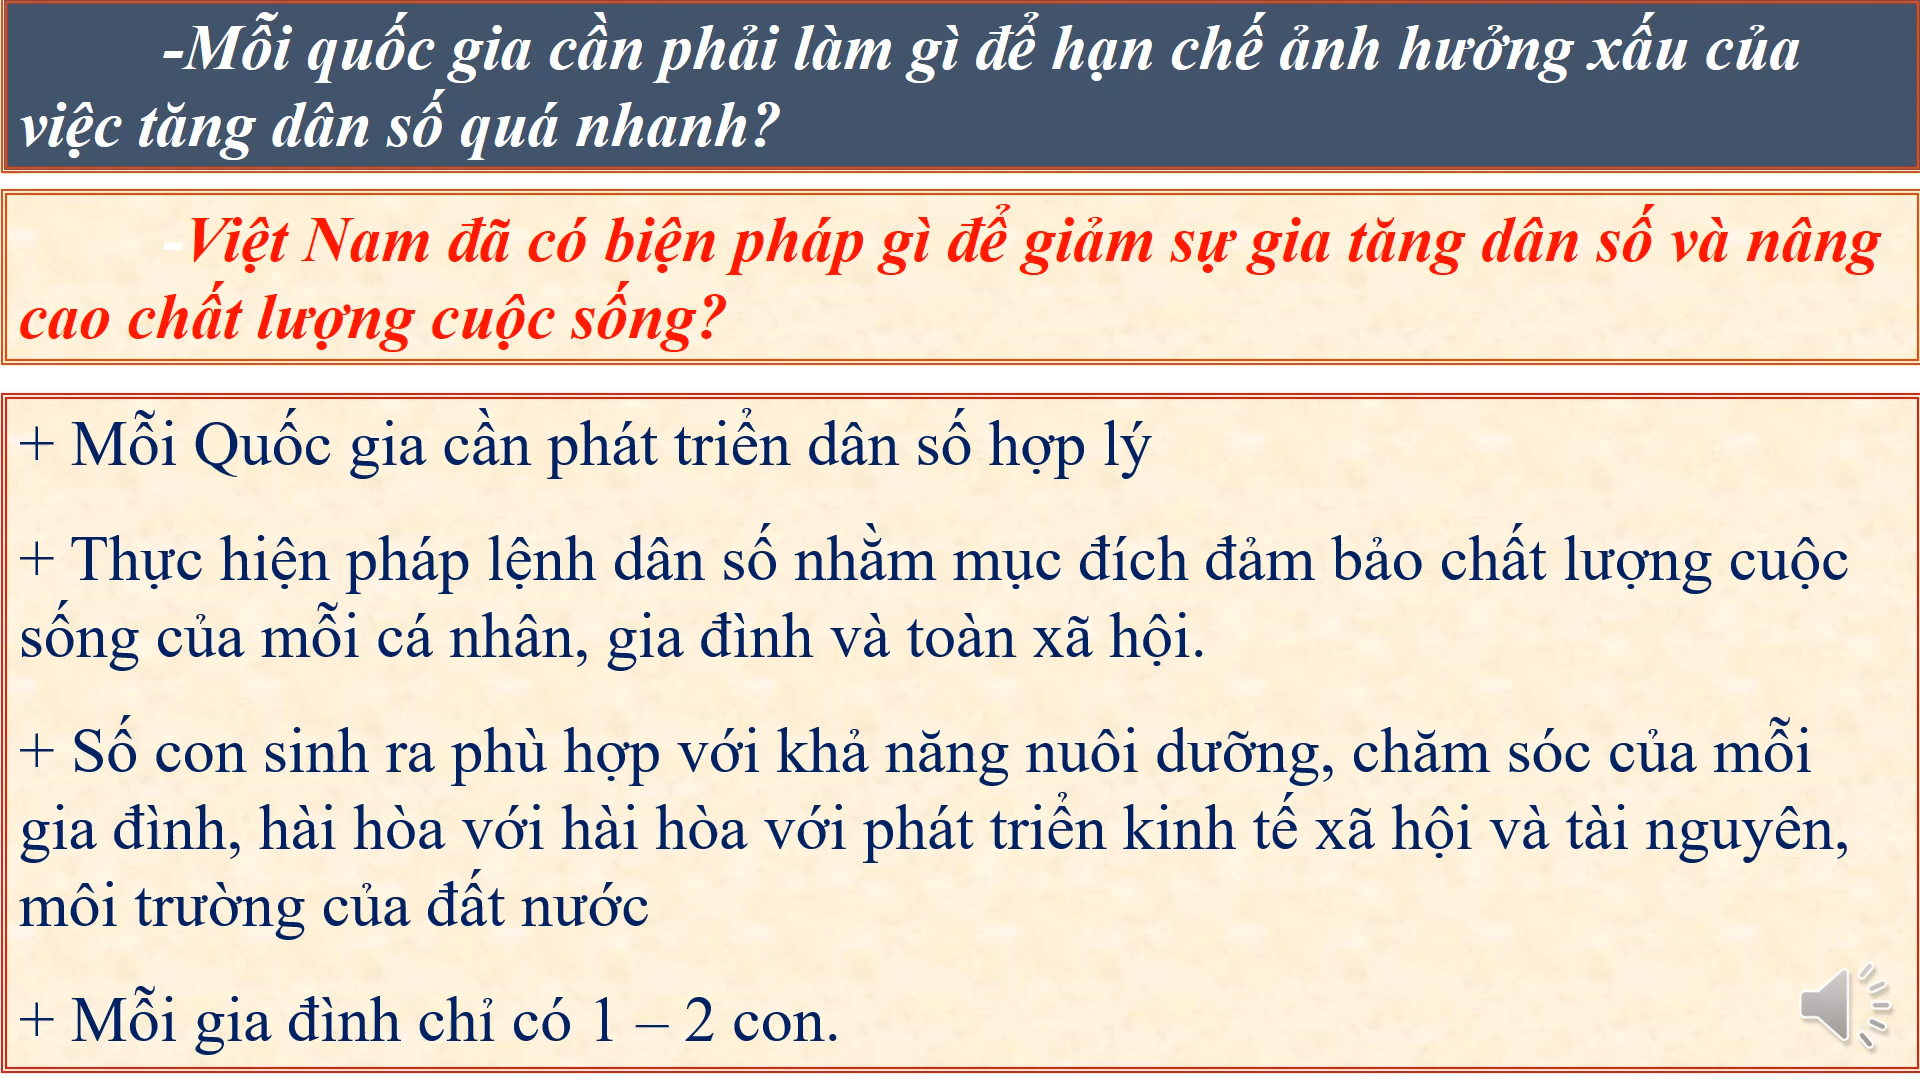 -Mỗi quốc gia cần phải làm gì để hạn chế ảnh hưởng xấu của
việc tăng dân số quá nhanh?
-Việt Nam đã có biện pháp gì để giảm sự gia tăng dân số và nâng
cao chất lượng cuộc sống?
+ Mỗi Quốc gia cần phát triển dân số hợp lý
+ Thực hiện pháp lệnh dân số nhằm mục đích đảm bảo chất lượng cuộc
sống của mỗi cá nhân, gia đình và toàn xã hội.
+ Số con sinh ra phù hợp với khả năng nuôi dưỡng, chăm sóc của mỗi
gia đình, hài hòa với hài hòa với phát triển kinh tế xã hội và tài nguyên,
môi trường của đất nước
+ Mỗi gia đình chỉ có 1 – 2 con.